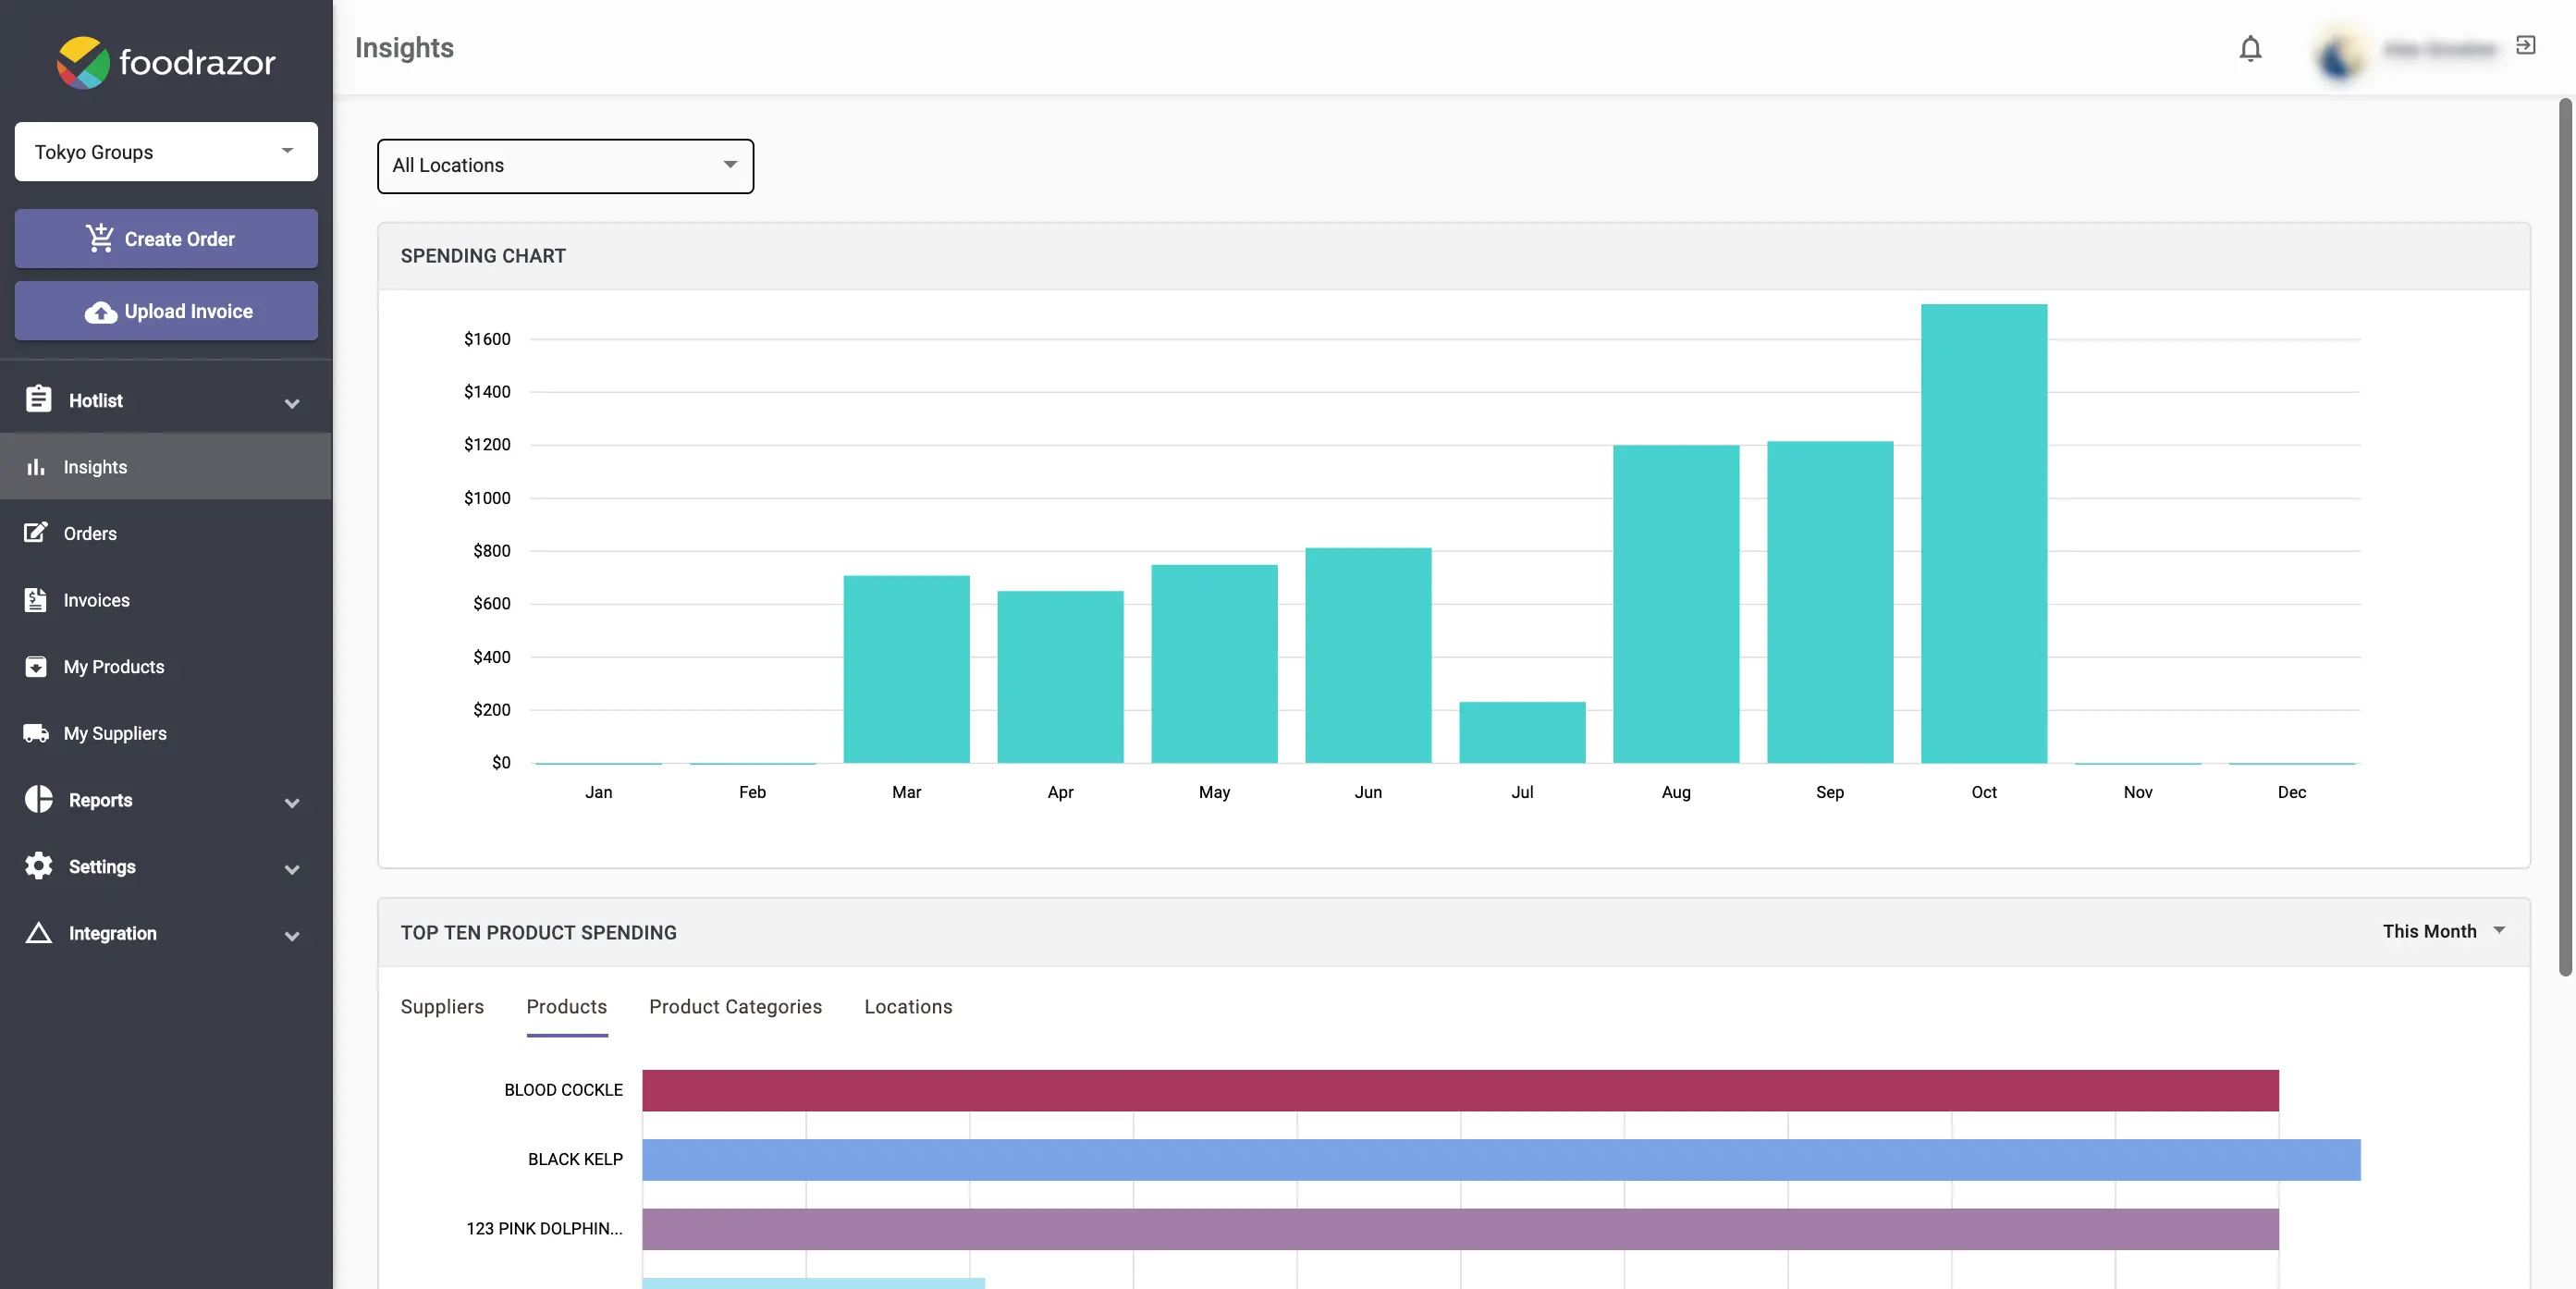 foodrazor
Insights
Tokyo Groups
Create Order
Upload Invoice
Hotlist
Insights
Orders
Invoices
My Products
My Suppliers
Reports
Settings
Integration
All Locations
SPENDING CHART
$1600
$1400
$1200
$1000
$800
$600
$400
$200
$0
Jan Feb Mar Apr May Jun Jul Aug Sep Oct Nov Dec
TOP TEN PRODUCT SPENDING
This Month
Suppliers Products Product Categories Locations
BLOOD COCKLE
BLACK KELP
123 PINK DOLPHIN...